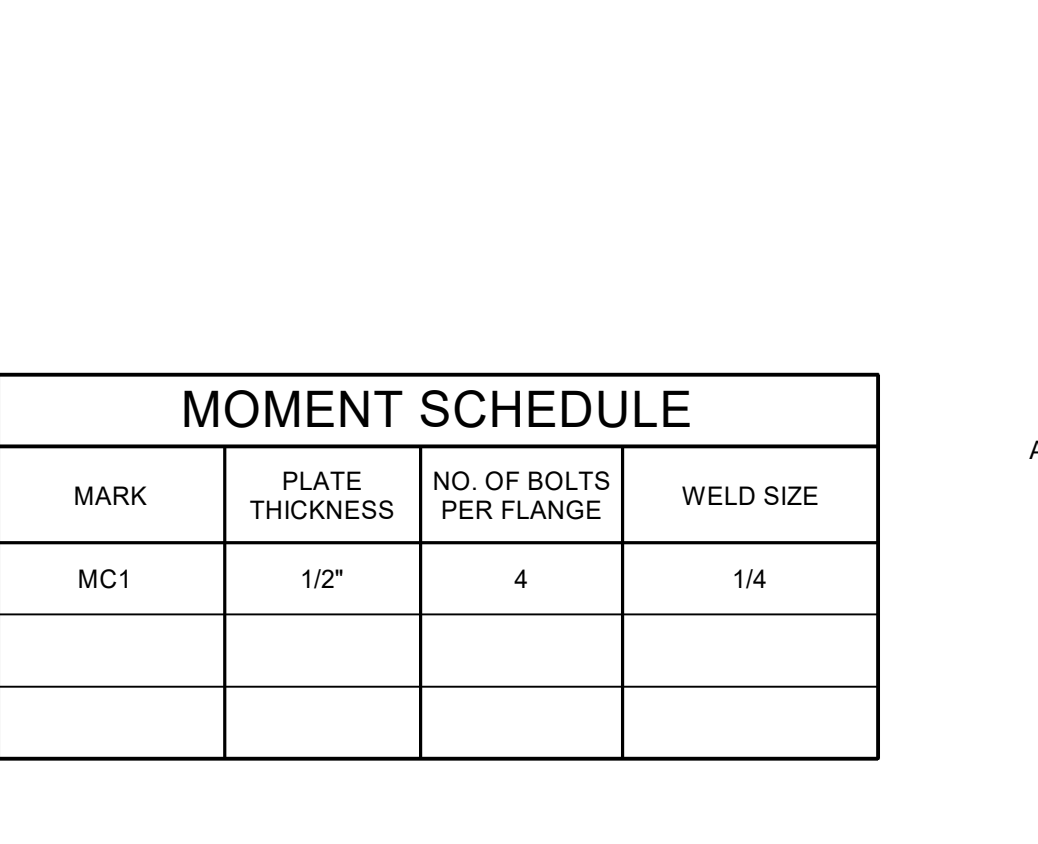 MOMENT SCHEDULE
MARK
PLATE
THICKNESS
NO. OF BOLTS
PER FLANGE
WELD SIZE
MC1
1/2"
4
1/4